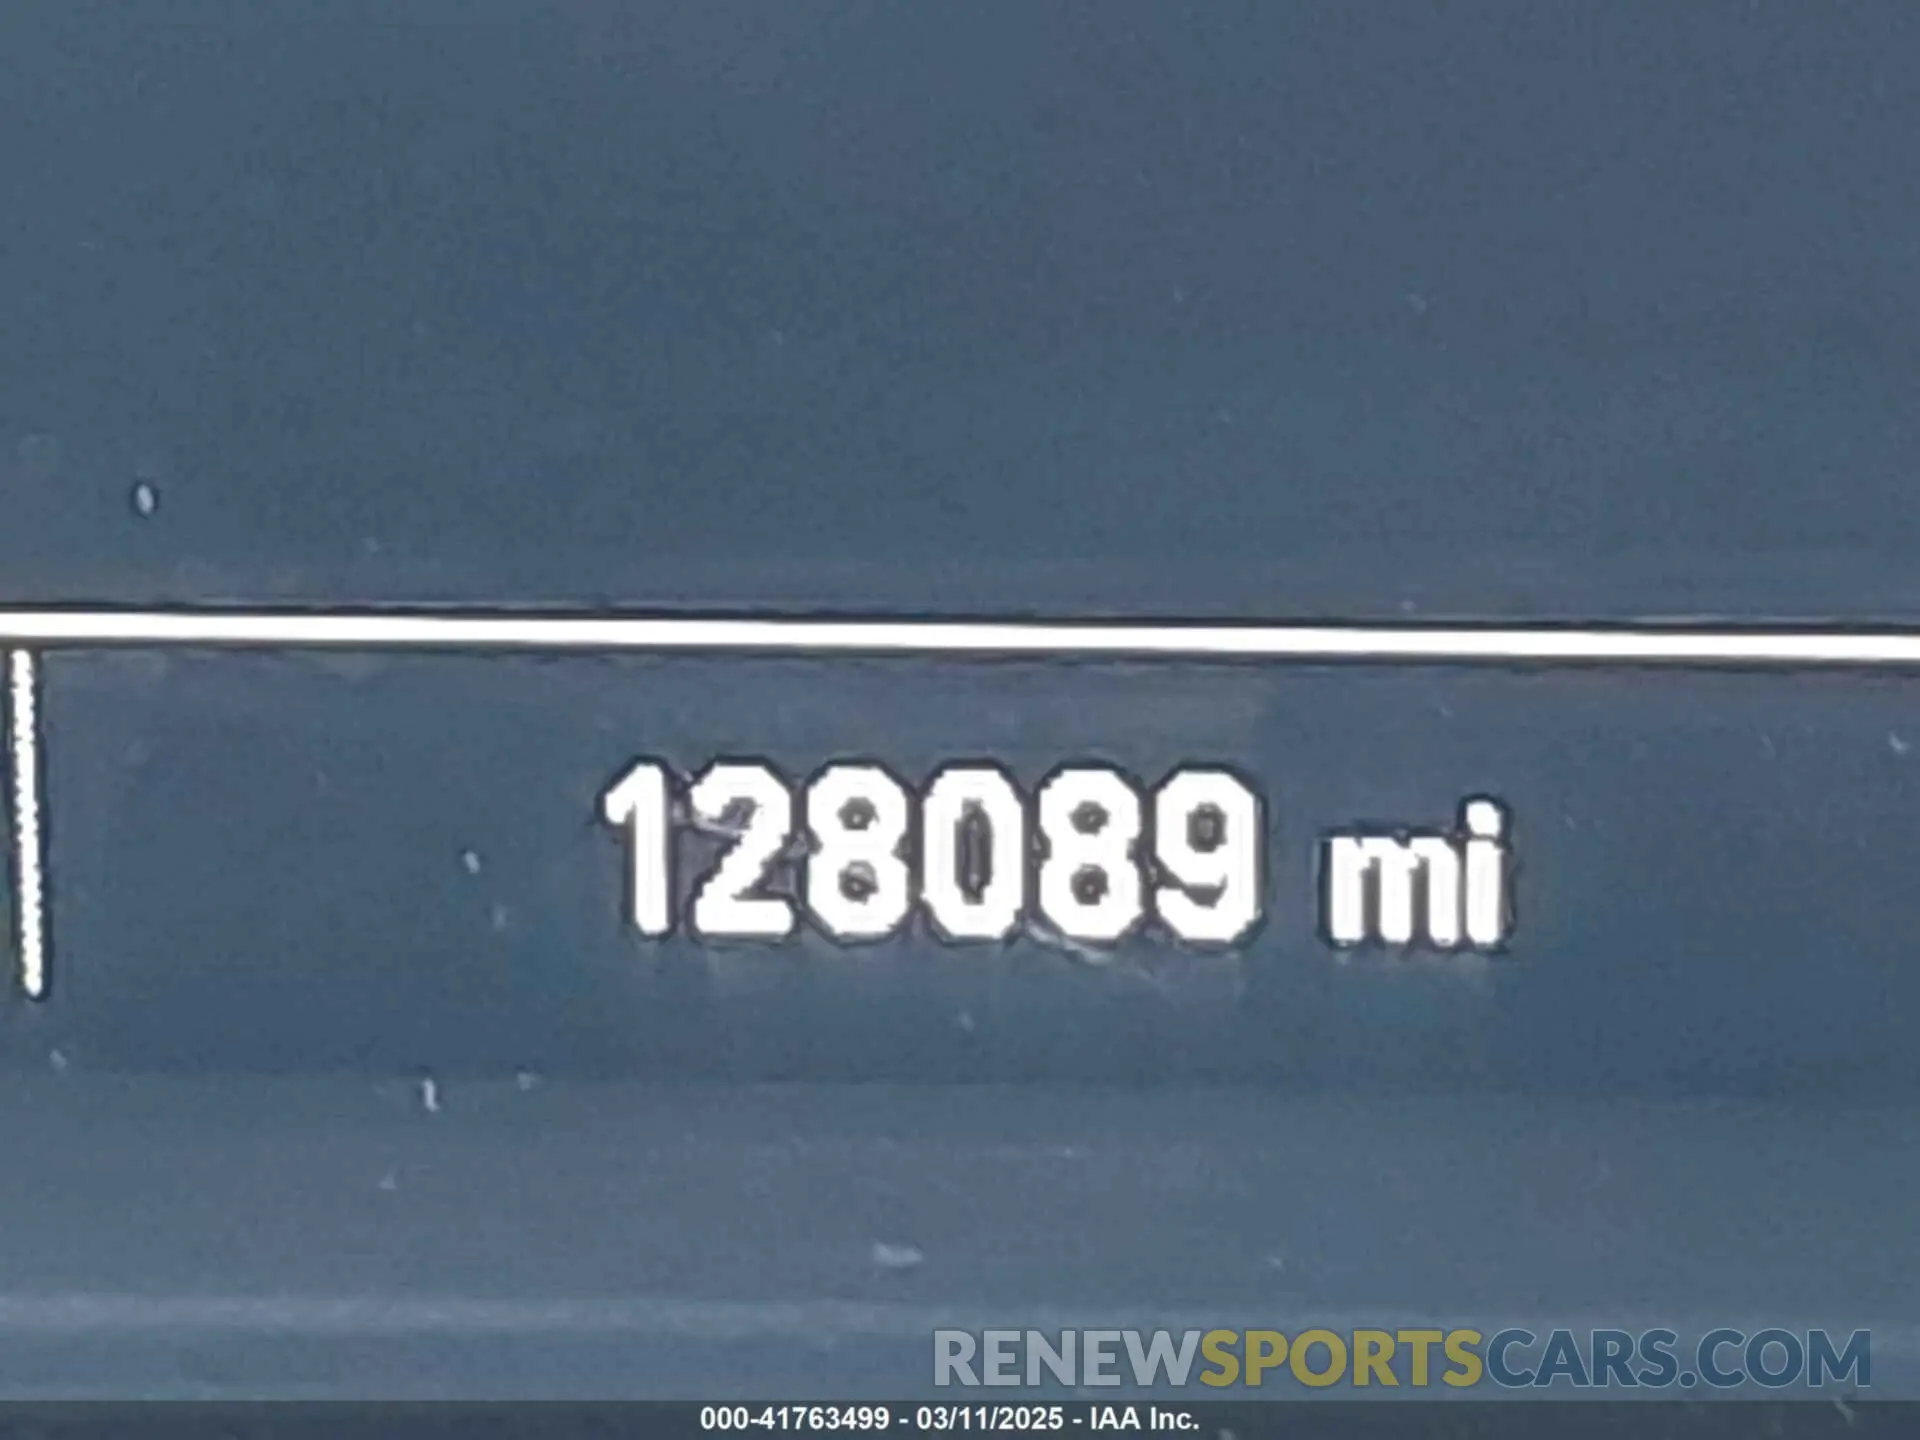 128089 mi
RENEWSPORTSCARS.COM
000-41763499 - 03/11/2025 - IAA Inc.